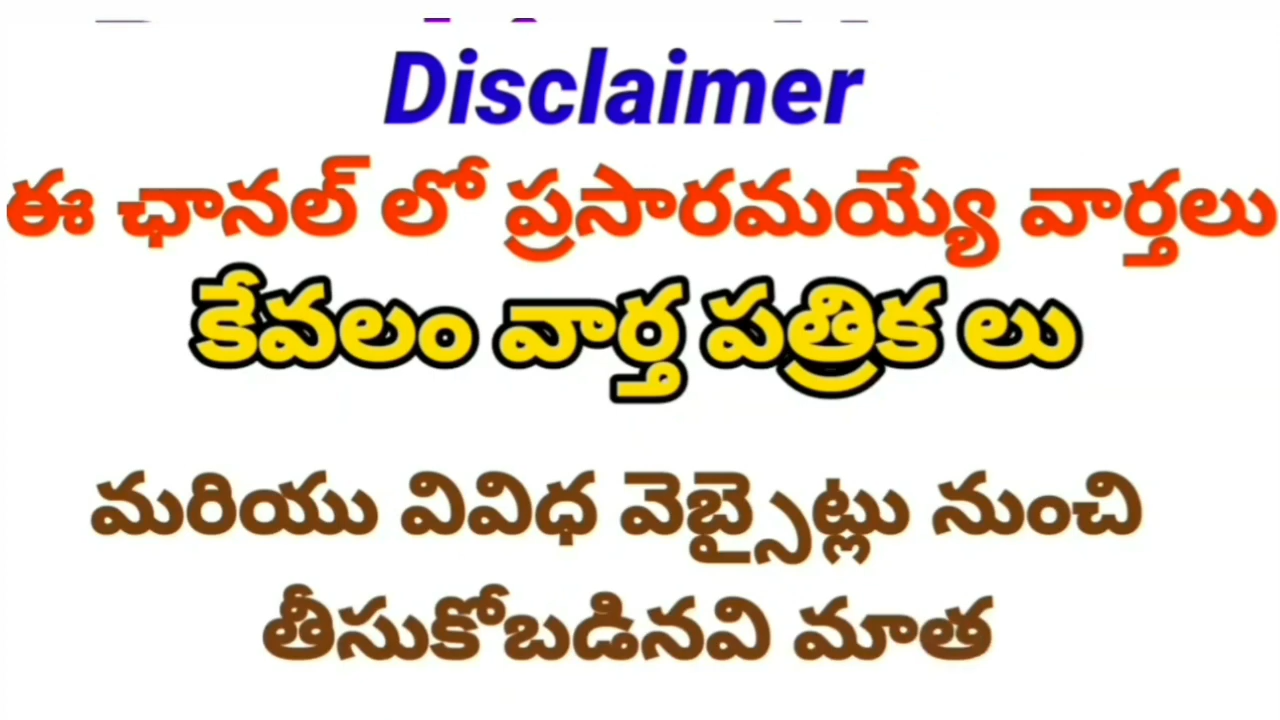 Disclaimer
ఈ ఛానల్ లో ప్రసారమయ్యే వార్తలు
కేవలం వార్త పత్రిక లు
మరియు వివిధ వెబ్సైట్లు నుంచి
తీసుకోబడినవి మాత